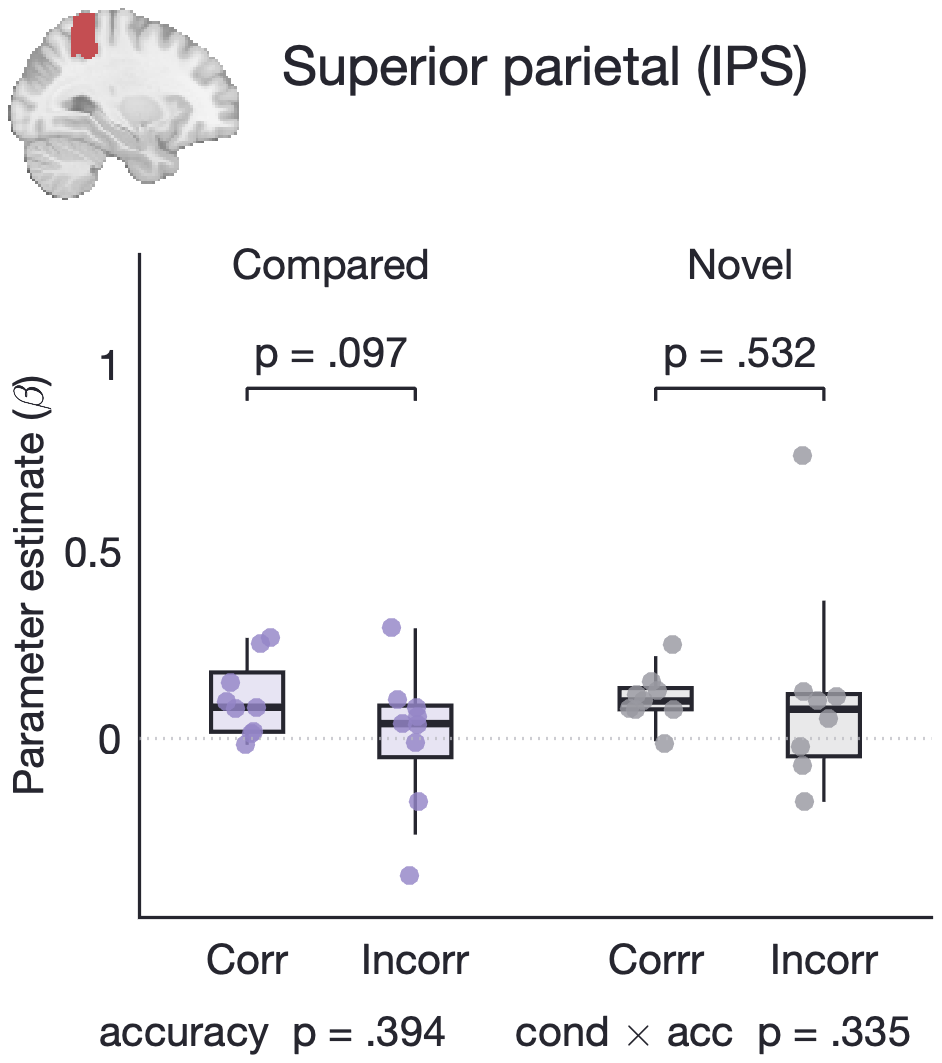 Superior parietal (IPS)
Compared Novel
p = .097 p = .532
1
0.5
0
Parameter estimate (β)
Corr Incorr Corrr Incorr
accuracy p = .394 cond × acc p = .335